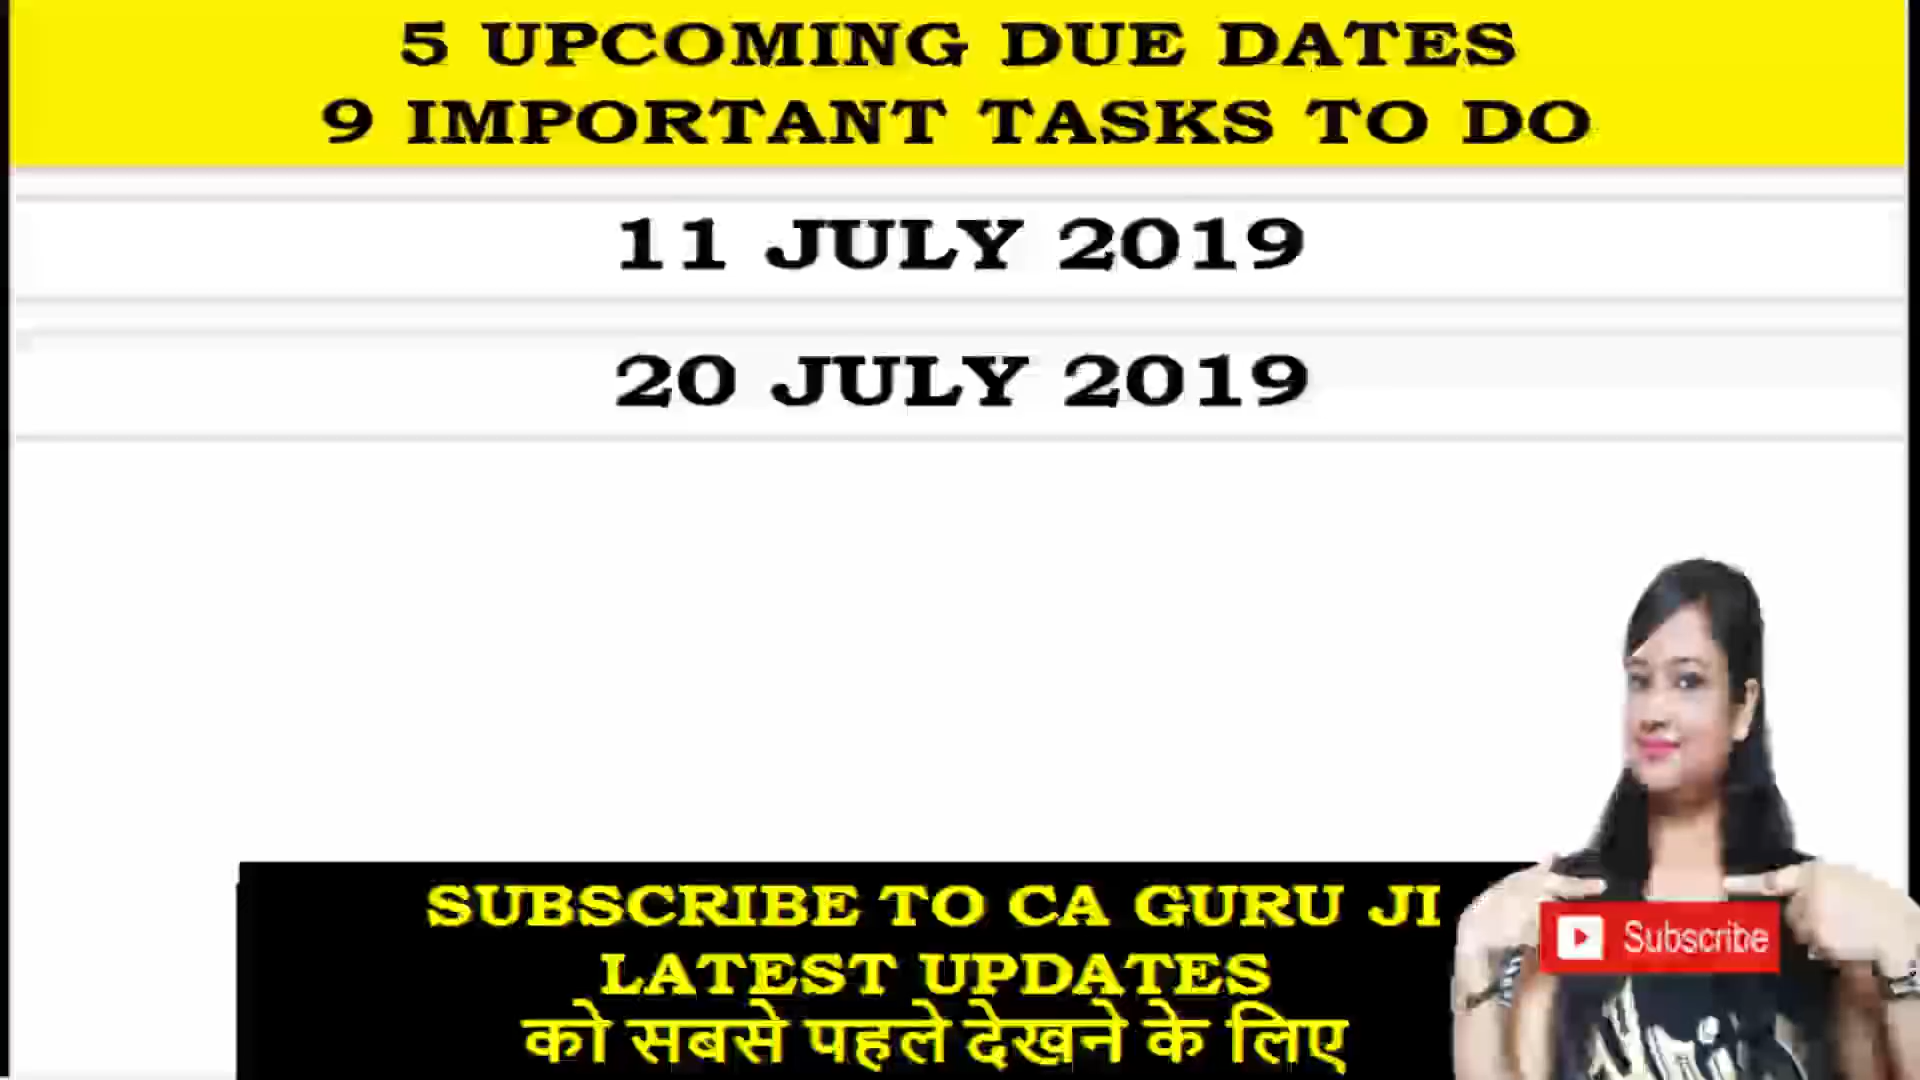 5 UPCOMING DUE DATES
9 IMPORTANT TASKS TO DO
11 JULY 2019
20 JULY 2019
SUBSCRIBE TO CA GURU JI
LATEST UPDATES
को सबसे पहले देखने के लिए
Subscribe